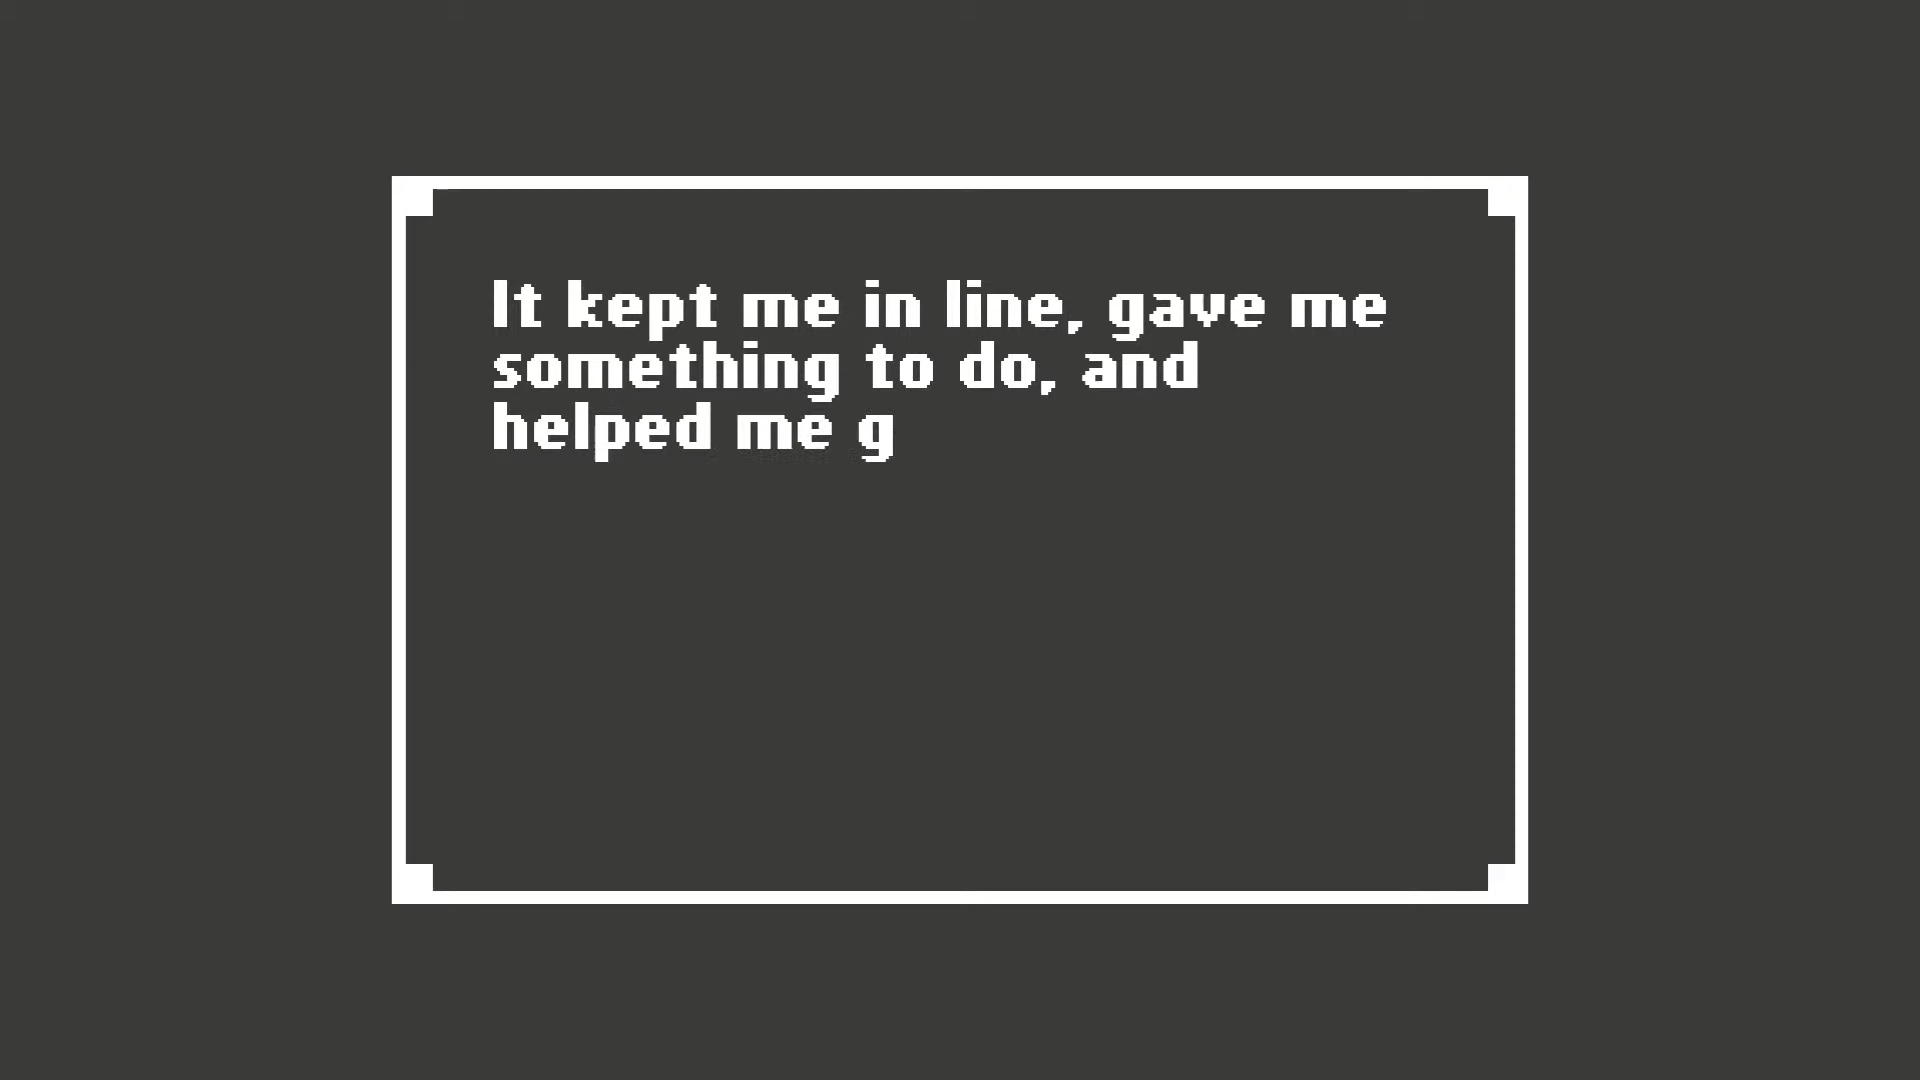 It kept me in line, gave me
something to do, and
helped me g